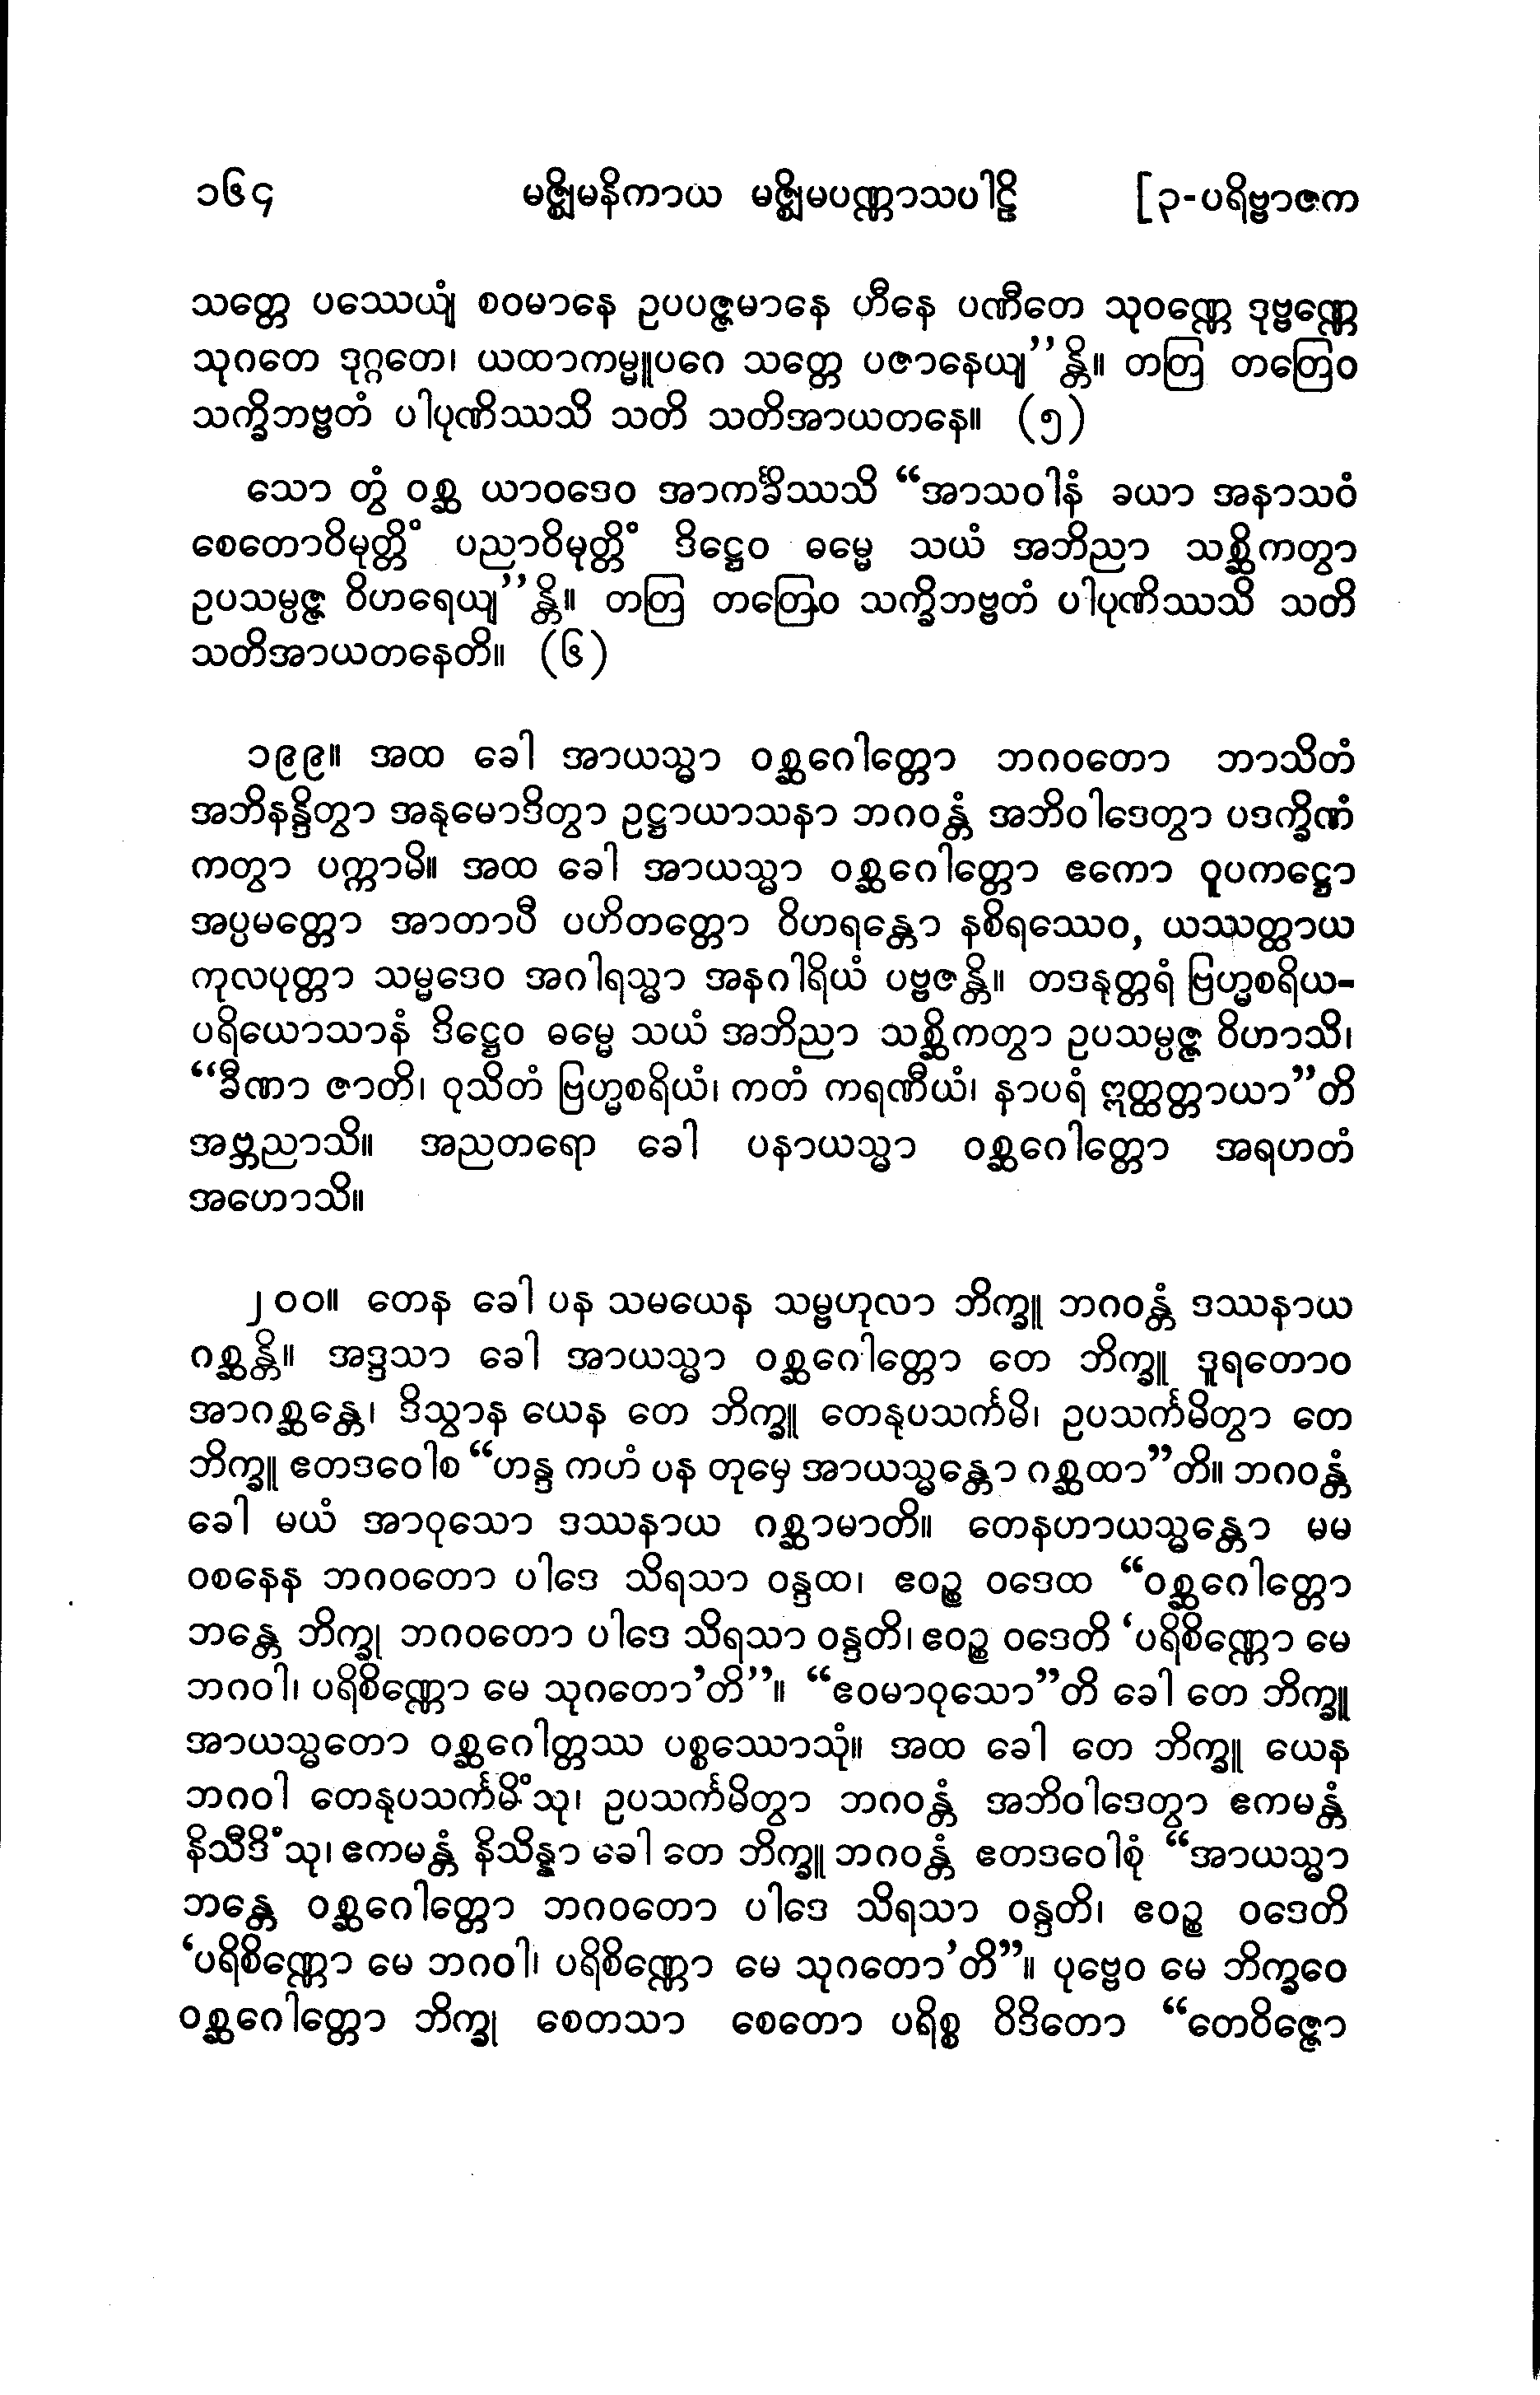 ၁၆၄ မဇ္ဈိမနိကာယ မဇ္ဈိမပဏ္ဏာသပါဠိ [၃-ပရိဗ္ဗာဇက
သတ္တေ ပဿေယျံ စဝမာနေ ဥပပဇ္ဇမာနေ ဟီနေ ပဏီတေ သုဝဏ္ဏေ ဒုဗ္ဗဏ္ဏေ
သုဂတေ ဒုဂ္ဂတေ၊ ယထာကမ္မူပဂေ သတ္တေ ပဇာနေယျ’’န္တိ။ တတြ တတြေဝ
သက္ခိဘဗ္ဗတံ ပါပုဏိဿသိ သတိ သတိအာယတနေ။ (၅)
သော တွံ ဝစ္ဆ ယာဝဒေဝ အာကင်္ခိဿသိ “အာသဝါနံ ခယာ အနာသဝံ
စေတောဝိမုတ္တိံ ပညာဝိမုတ္တိံ ဒိဋ္ဌေဝ ဓမ္မေ သယံ အဘိညာ သစ္ဆိကတွာ
ဥပသမ္ပဇ္ဇ ဝိဟရေယျ’’န္တိ။ တတြ တတြေဝ သက္ခိဘဗ္ဗတံ ပါပုဏိဿသိ သတိ
သတိအာယတနေတိ။ (၆)
၁၉၉။ အထ ခေါ အာယသ္မာ ဝစ္ဆဂေါတ္တော ဘဂဝတော ဘာသိတံ
အဘိနန္ဒိတွာ အနုမောဒိတွာ ဥဋ္ဌာယာသနာ ဘဂဝန္တံ အဘိဝါဒေတွာ ပဒက္ခိဏံ
ကတွာ ပက္ကာမိ။ အထ ခေါ အာယသ္မာ ဝစ္ဆဂေါတ္တော ဧကော ဝူပကဋ္ဌော
အပ္ပမတ္တော အာတာပီ ပဟိတတ္တော ဝိဟရန္တော နစိရဿေဝ, ယဿတ္ထာယ
ကုလပုတ္တာ သမ္မဒေဝ အဂါရသ္မာ အနဂါရိယံ ပဗ္ဗဇန္တိ။ တဒနုတ္တရံ ဗြဟ္မစရိယ-
ပရိယောသာနံ ဒိဋ္ဌေဝ ဓမ္မေ သယံ အဘိညာ သစ္ဆိကတွာ ဥပသမ္ပဇ္ဇ ဝိဟာသိ၊
“ခီဏာ ဇာတိ၊ ဝုသိတံ ဗြဟ္မစရိယံ၊ ကတံ ကရဏီယံ၊ နာပရံ ဣတ္ထတ္တာယာ”တိ
အဗ္ဘညာသိ။ အညတရော ခေါ ပနာယသ္မာ ဝစ္ဆဂေါတ္တော အရဟတံ
အဟောသိ။
၂၀၀။ တေန ခေါ ပန သမယေန သမ္ဗဟုလာ ဘိက္ခူ ဘဂဝန္တံ ဒဿနာယ
ဂစ္ဆန္တိ။ အဒ္ဒသာ ခေါ အာယသ္မာ ဝစ္ဆဂေါတ္တော တေ ဘိက္ခူ ဒူရတောဝ
အာဂစ္ဆန္တေ၊ ဒိသွာန ယေန တေ ဘိက္ခူ တေနုပသင်္ကမိ၊ ဥပသင်္ကမိတွာ တေ
ဘိက္ခူ ဧတဒဝေါစ “ဟန္ဒ ကဟံ ပန တုမှေ အာယသ္မန္တော ဂစ္ဆထာ”တိ။ ဘဂဝန္တံ
ခေါ မယံ အာဝုသော ဒဿနာယ ဂစ္ဆာမာတိ။ တေနဟာယသ္မန္တော မမ
ဝစနေန ဘဂဝတော ပါဒေ သိရသာ ဝန္ဒထ၊ ဧဝဉ္စ ဝဒေထ “ဝစ္ဆဂေါတ္တော
ဘန္တေ ဘိက္ခု ဘဂဝတော ပါဒေ သိရသာ ဝန္ဒတိ၊ ဧဝဉ္စ ဝဒေတိ ‘ပရိစိဏ္ဏော မေ
ဘဂဝါ၊ ပရိစိဏ္ဏော မေ သုဂတော’တိ”။ “ဧဝမာဝုသော”တိ ခေါ တေ ဘိက္ခူ
အာယသ္မတော ဝစ္ဆဂေါတ္တဿ ပစ္စဿောသုံ။ အထ ခေါ တေ ဘိက္ခူ ယေန
ဘဂဝါ တေနုပသင်္ကမိံသု၊ ဥပသင်္ကမိတွာ ဘဂဝန္တံ အဘိဝါဒေတွာ ဧကမန္တံ
နိသီဒိံသု၊ ဧကမန္တံ နိသိန္နာ ခေါ တေ ဘိက္ခူ ဘဂဝန္တံ ဧတဒဝေါစုံ “အာယသ္မာ
ဘန္တေ ဝစ္ဆဂေါတ္တော ဘဂဝတော ပါဒေ သိရသာ ဝန္ဒတိ၊ ဧဝဉ္စ ဝဒေတိ
‘ပရိစိဏ္ဏော မေ ဘဂဝါ၊ ပရိစိဏ္ဏော မေ သုဂတော’တိ”။ ပုဗ္ဗေဝ မေ ဘိက္ခဝေ
ဝစ္ဆဂေါတ္တော ဘိက္ခု စေတသာ စေတော ပရိစ္စ ဝိဒိတော “တေဝိဇ္ဇော